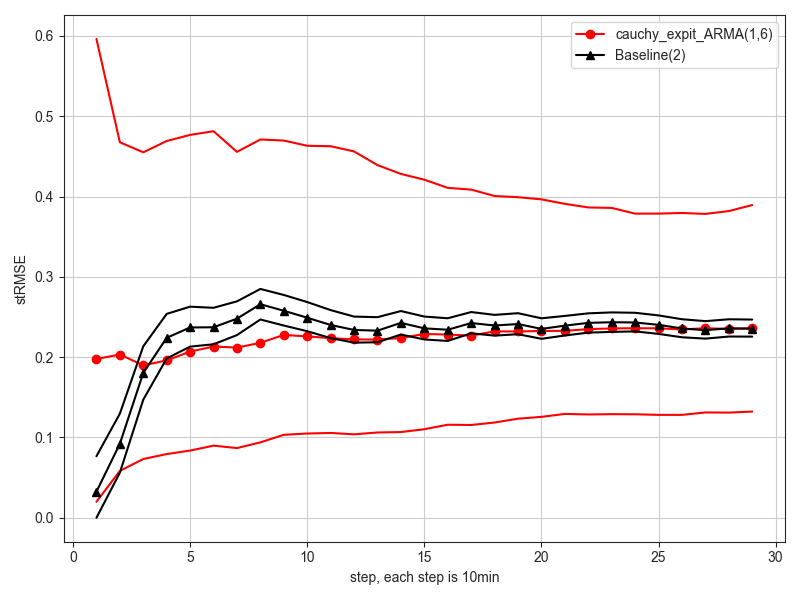 cauchy_expit_ARMA(1,6)
Baseline(2)
0.6
0.5
0.4
0.3
0.2
0.1
0.0
stRMSE
0 5 10 15 20 25 30
step, each step is 10min